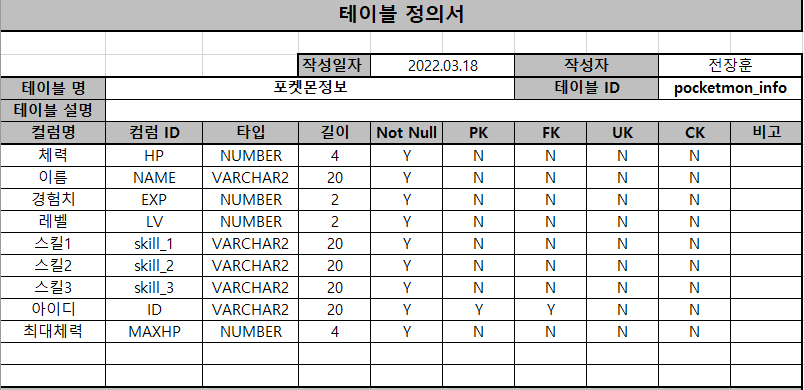 테이블 정의서
작성일자 2022.03.18 작성자 전장훈
테이블 명 포켓몬정보 테이블 ID pocketmon_info
테이블 설명
컬럼명 컴럼 ID 타입 길이 Not Null PK FK UK CK 비고
체력 HP NUMBER 4 Y N N N N
이름 NAME VARCHAR2 20 Y N N N N
경험치 EXP NUMBER 2 Y N N N N
레벨 LV NUMBER 2 Y N N N N
스킬1 skill_1 VARCHAR2 20 Y N N N N
스킬2 skill_2 VARCHAR2 20 Y N N N N
스킬3 skill_3 VARCHAR2 20 Y N N N N
아이디 ID VARCHAR2 20 Y Y Y N N
최대체력 MAXHP NUMBER 4 Y N N N N